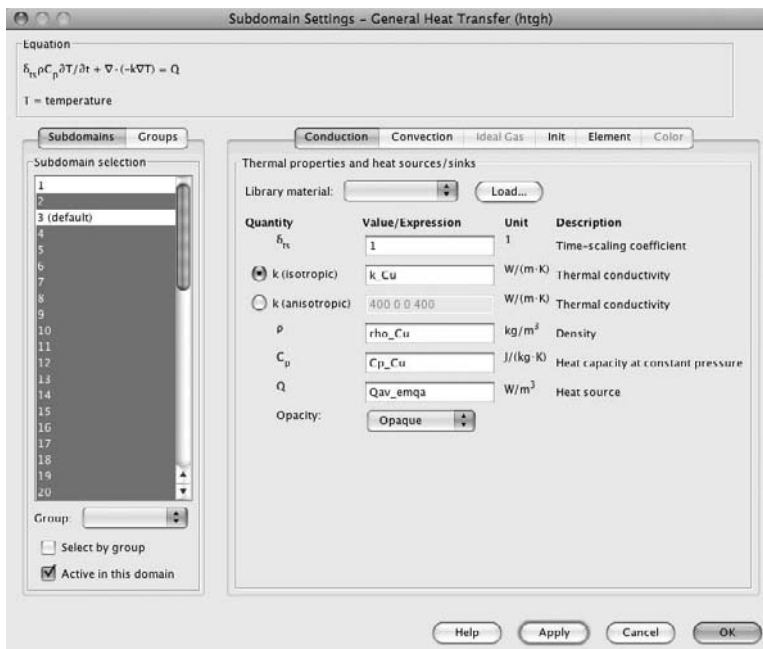 Subdomain Settings – General Heat Transfer (htgh)
Equation
δtsρCp∂T/∂t + ∇·(-k∇T) = Q
T = temperature
Subdomains Groups
Subdomain selection
1
2
3 (default)
4
5
6
7
8
9
10
11
12
13
14
15
16
17
18
19
20
Group:
Select by group
Active in this domain
Conduction Convection Ideal Gas Init Element Color
Thermal properties and heat sources/sinks
Library material: Load...
Quantity Value/Expression Unit Description
δts 1 1 Time-scaling coefficient
k (isotropic) k_Cu W/(m·K) Thermal conductivity
k (anisotropic) 400 0 0 400 W/(m·K) Thermal conductivity
ρ rho_Cu kg/m³ Density
Cp Cp_Cu J/(kg·K) Heat capacity at constant pressure
Q Qav_emqa W/m³ Heat source
Opacity: Opaque
Help Apply Cancel OK